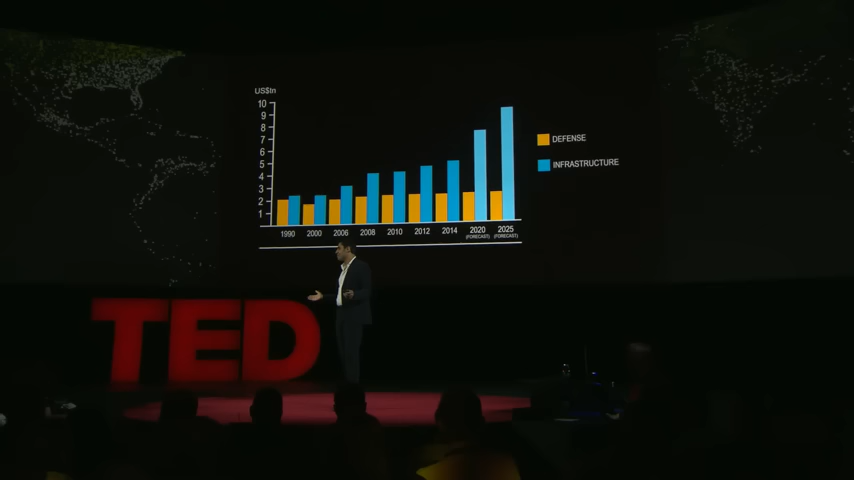 US$tn
10
9
8
7
6
5
4
3
2
1
1990 2000 2006 2008 2010 2012 2014 2020 2025
(FORECAST) (FORECAST)
DEFENSE
INFRASTRUCTURE
TED